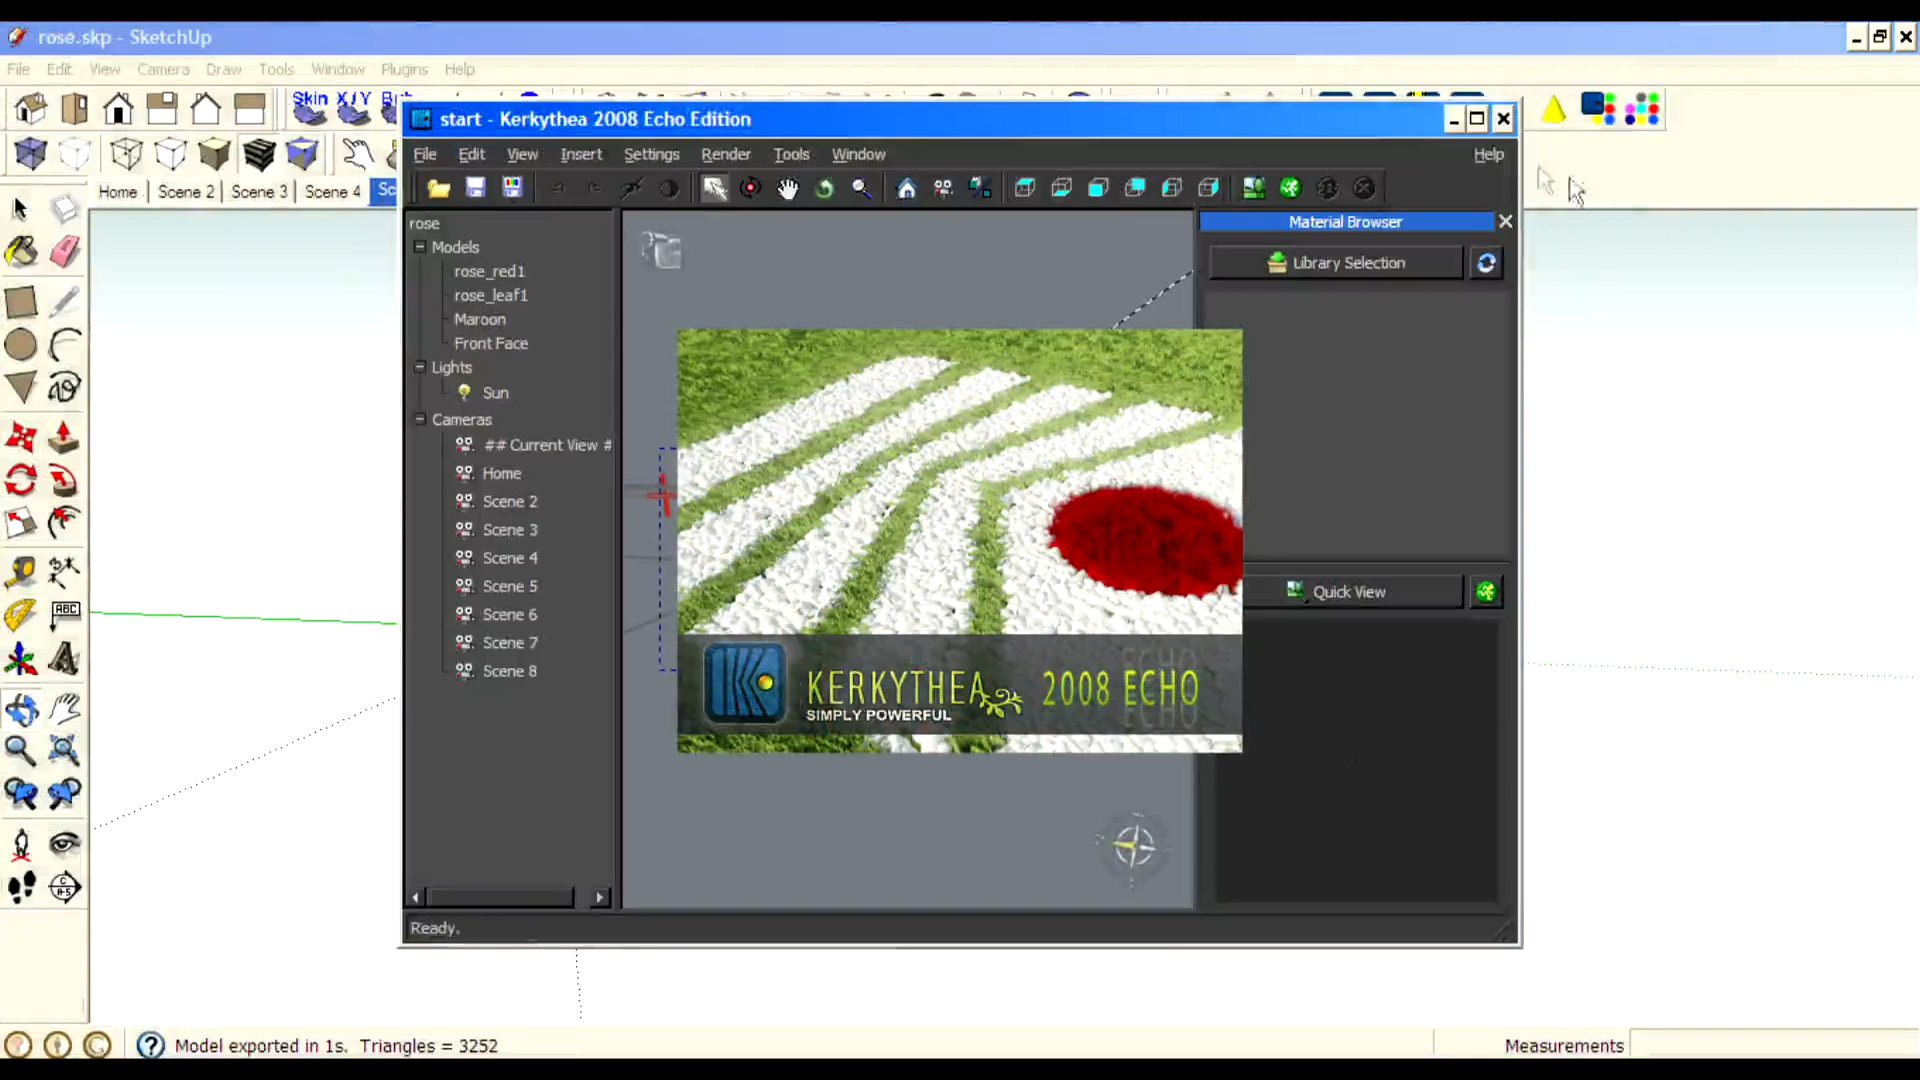 rose.skp - SketchUp
File Edit View Camera Draw Tools Window Plugins Help
Skin X/Y
Home Scene 2 Scene 3 Scene 4
start - Kerkythea 2008 Echo Edition
File Edit View Insert Settings Render Tools Window Help
rose
Models
rose_red1
rose_leaf1
Maroon
Front Face
Lights
Sun
Cameras
## Current View #
Home
Scene 2
Scene 3
Scene 4
Scene 5
Scene 6
Scene 7
Scene 8
Material Browser
Library Selection
Quick View
KERKYTHEA 2008 ECHO
SIMPLY POWERFUL
ABC
Ready.
Model exported in 1s. Triangles = 3252
Measurements